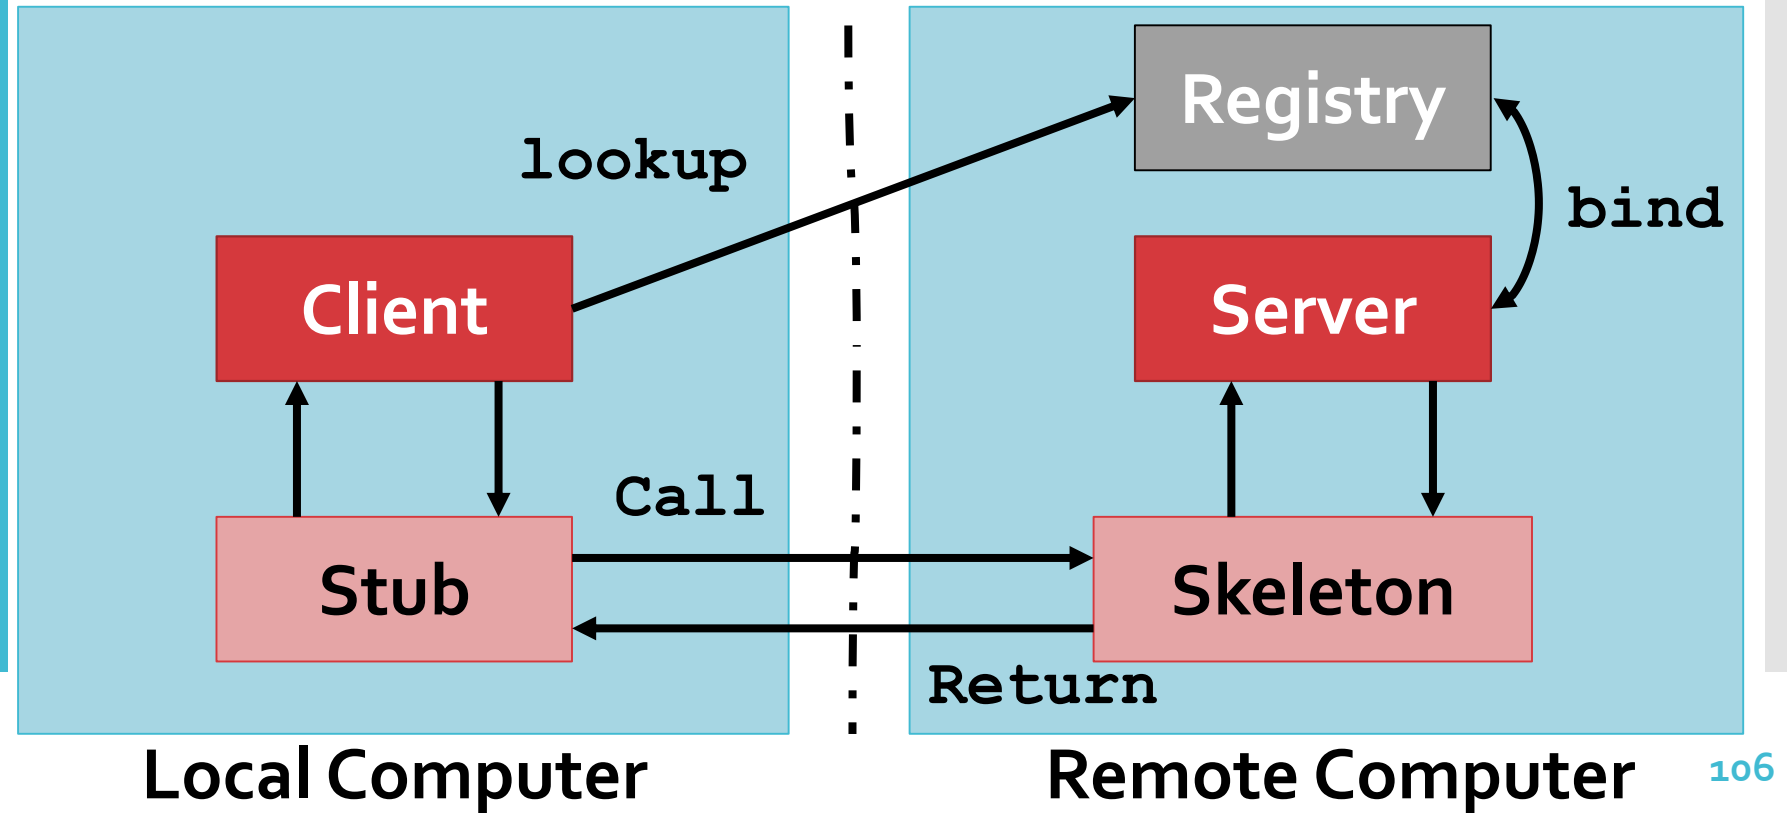 Registry
lookup
bind
Client
Server
Call
Stub
Skeleton
Return
Local Computer
Remote Computer
106